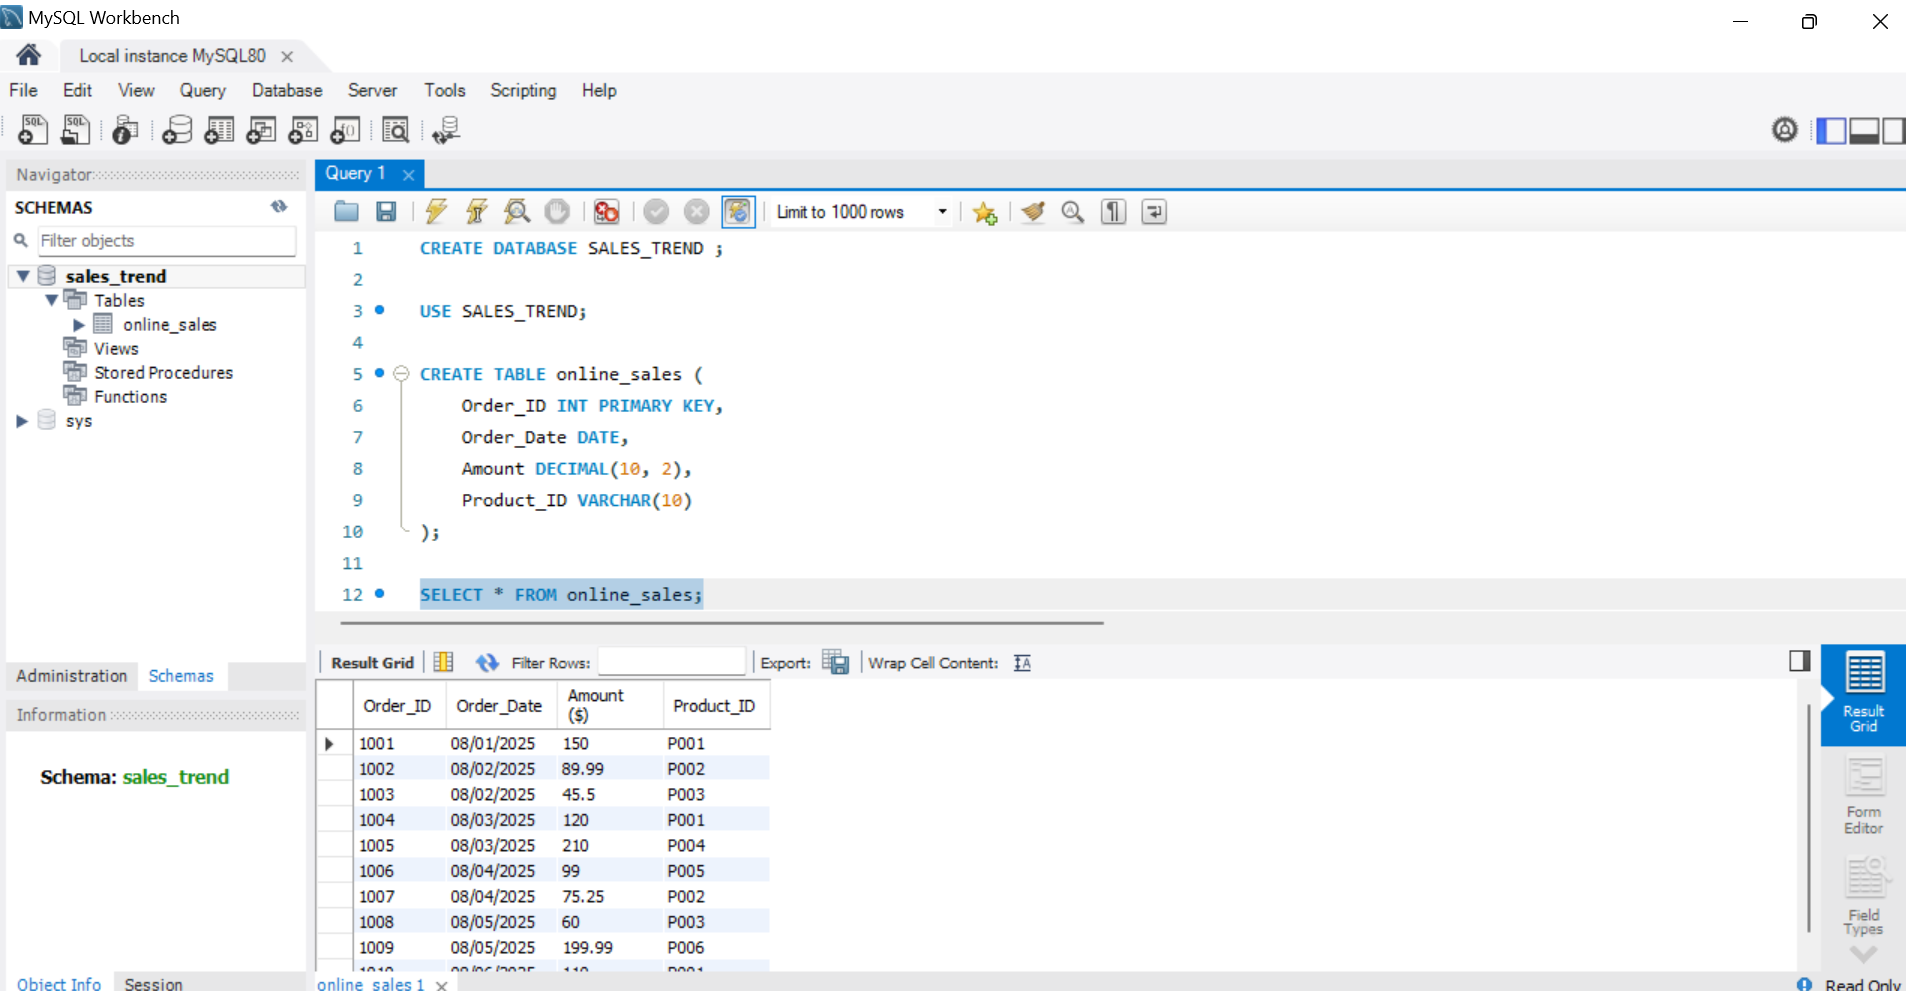 MySQL Workbench
Local instance MySQL80
File Edit View Query Database Server Tools Scripting Help
Navigator
SCHEMAS
Filter objects
sales_trend
Tables
online_sales
Views
Stored Procedures
Functions
sys
Administration Schemas
Information
Schema: sales_trend
Object Info Session
Query 1
Limit to 1000 rows
1 CREATE DATABASE SALES_TREND ;
2
3 USE SALES_TREND;
4
5 CREATE TABLE online_sales (
6 Order_ID INT PRIMARY KEY,
7 Order_Date DATE,
8 Amount DECIMAL(10, 2),
9 Product_ID VARCHAR(10)
10 );
11
12 SELECT * FROM online_sales;
Result Grid Filter Rows: Export: Wrap Cell Content:
Order_ID Order_Date Amount ($) Product_ID
1001 08/01/2025 150 P001
1002 08/02/2025 89.99 P002
1003 08/02/2025 45.5 P003
1004 08/03/2025 120 P001
1005 08/03/2025 210 P004
1006 08/04/2025 99 P005
1007 08/04/2025 75.25 P002
1008 08/05/2025 60 P003
1009 08/05/2025 199.99 P006
online_sales 1
Result
Grid
Form
Editor
Field
Types
Read Only